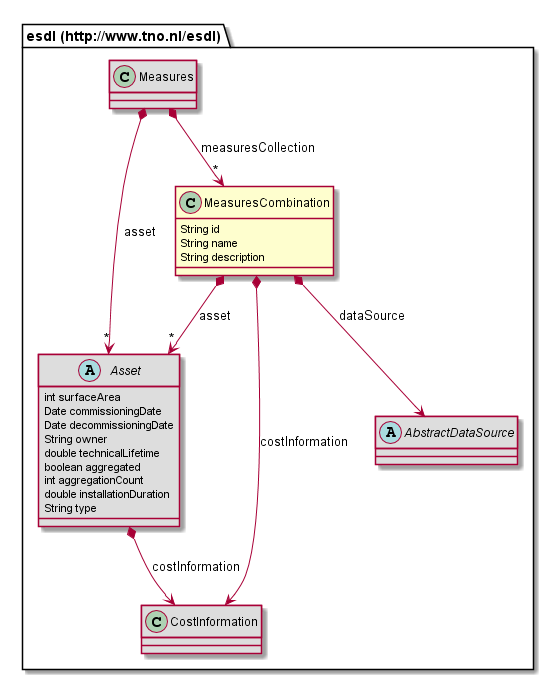 esdl (http://www.tno.nl/esdl)
C Measures
measuresCollection
*
C MeasuresCombination
String id
String name
String description
asset
asset
dataSource
*
*
A Asset
int surfaceArea
Date commissioningDate
Date decommissioningDate
String owner
double technicalLifetime
boolean aggregated
int aggregationCount
double installationDuration
String type
A AbstractDataSource
costInformation
costInformation
C CostInformation